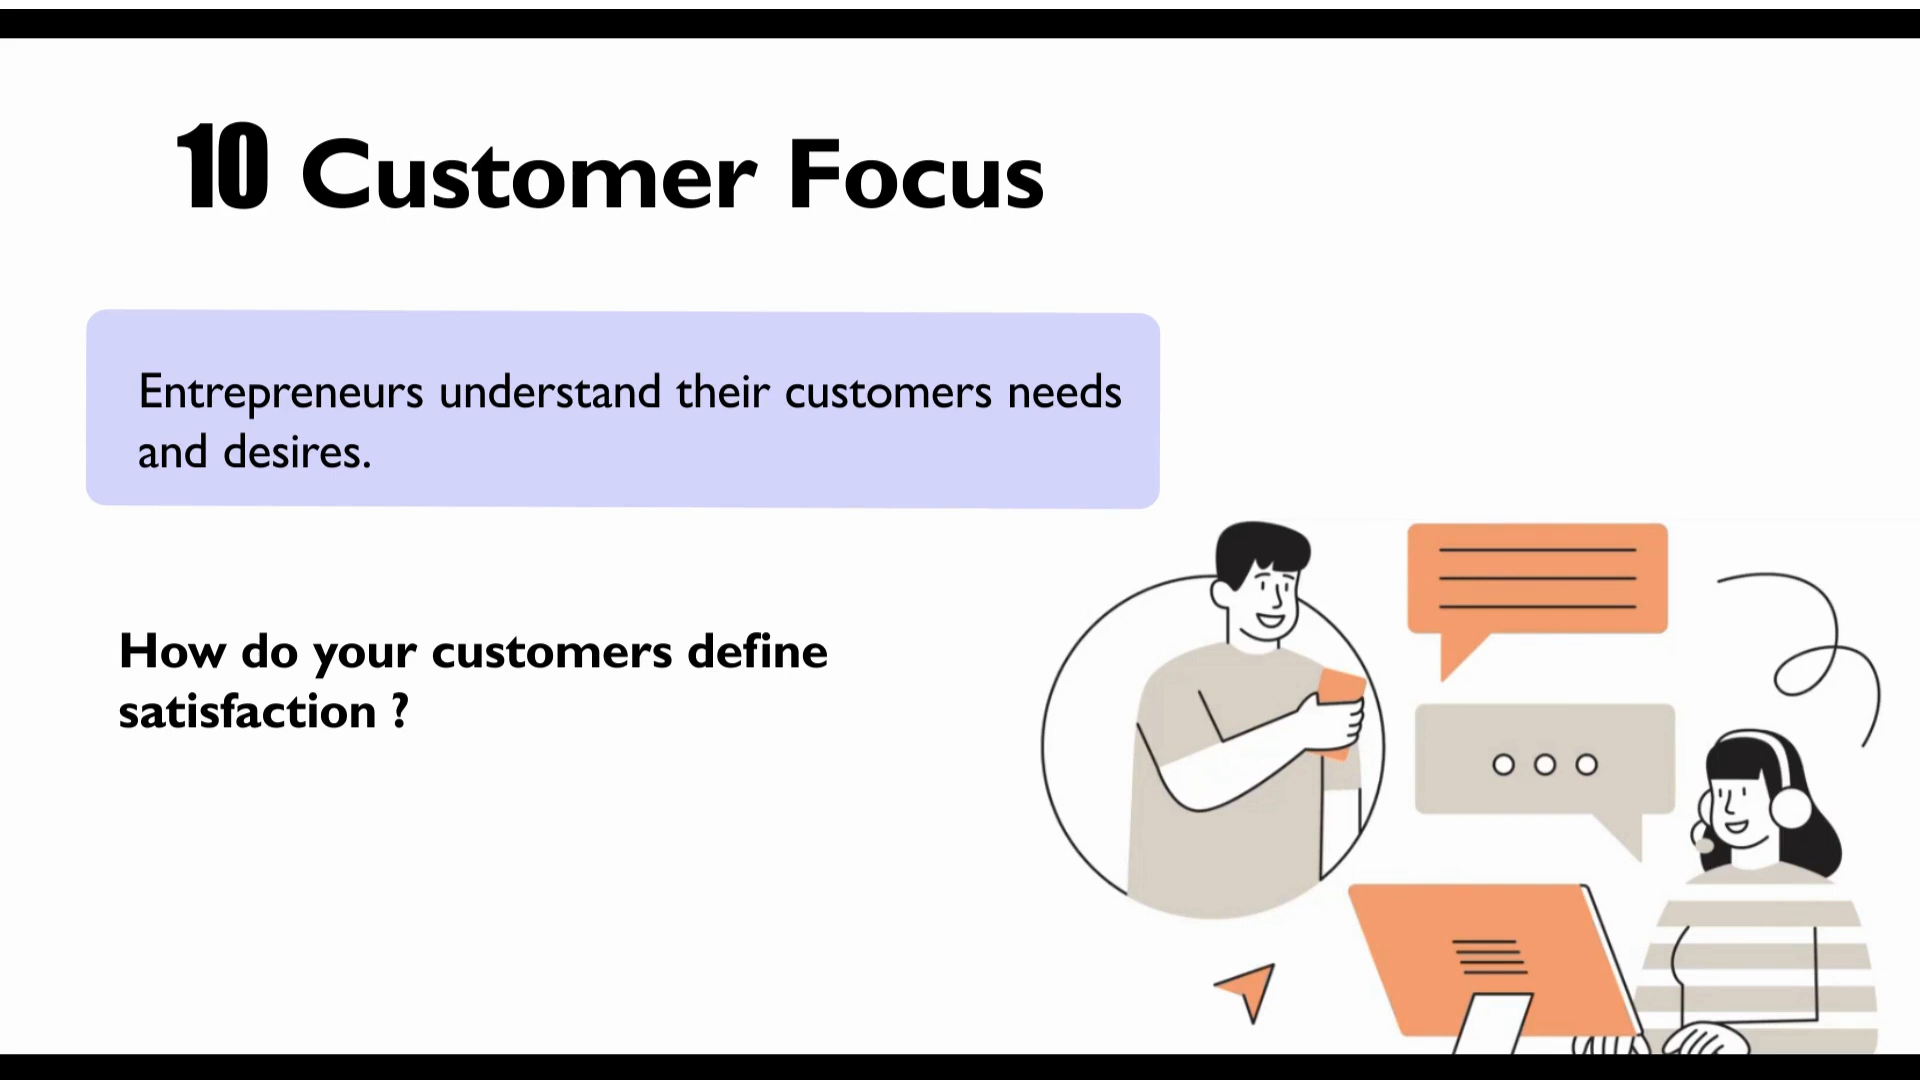 10 Customer Focus
Entrepreneurs understand their customers needs
and desires.
How do your customers define
satisfaction ?